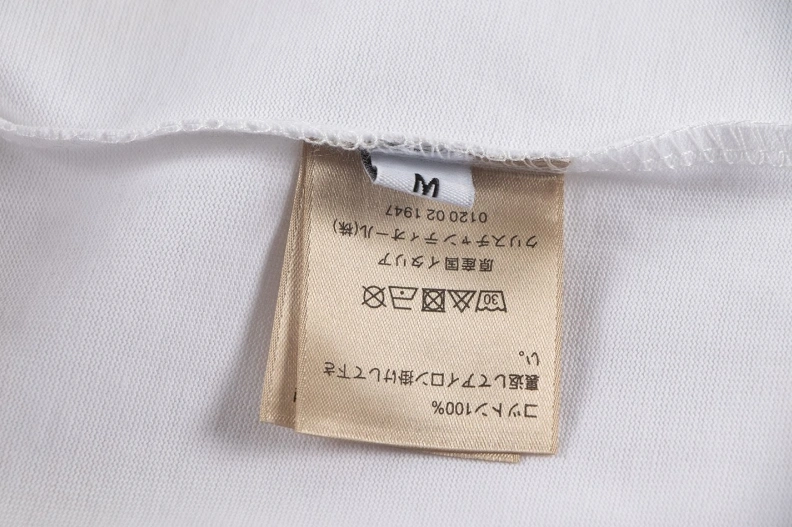 コットン100%
裏返してアイロン掛けして下さ
い。
30
原産国イタリア
クリスチャンディオール(株)
0120 02 1947
M